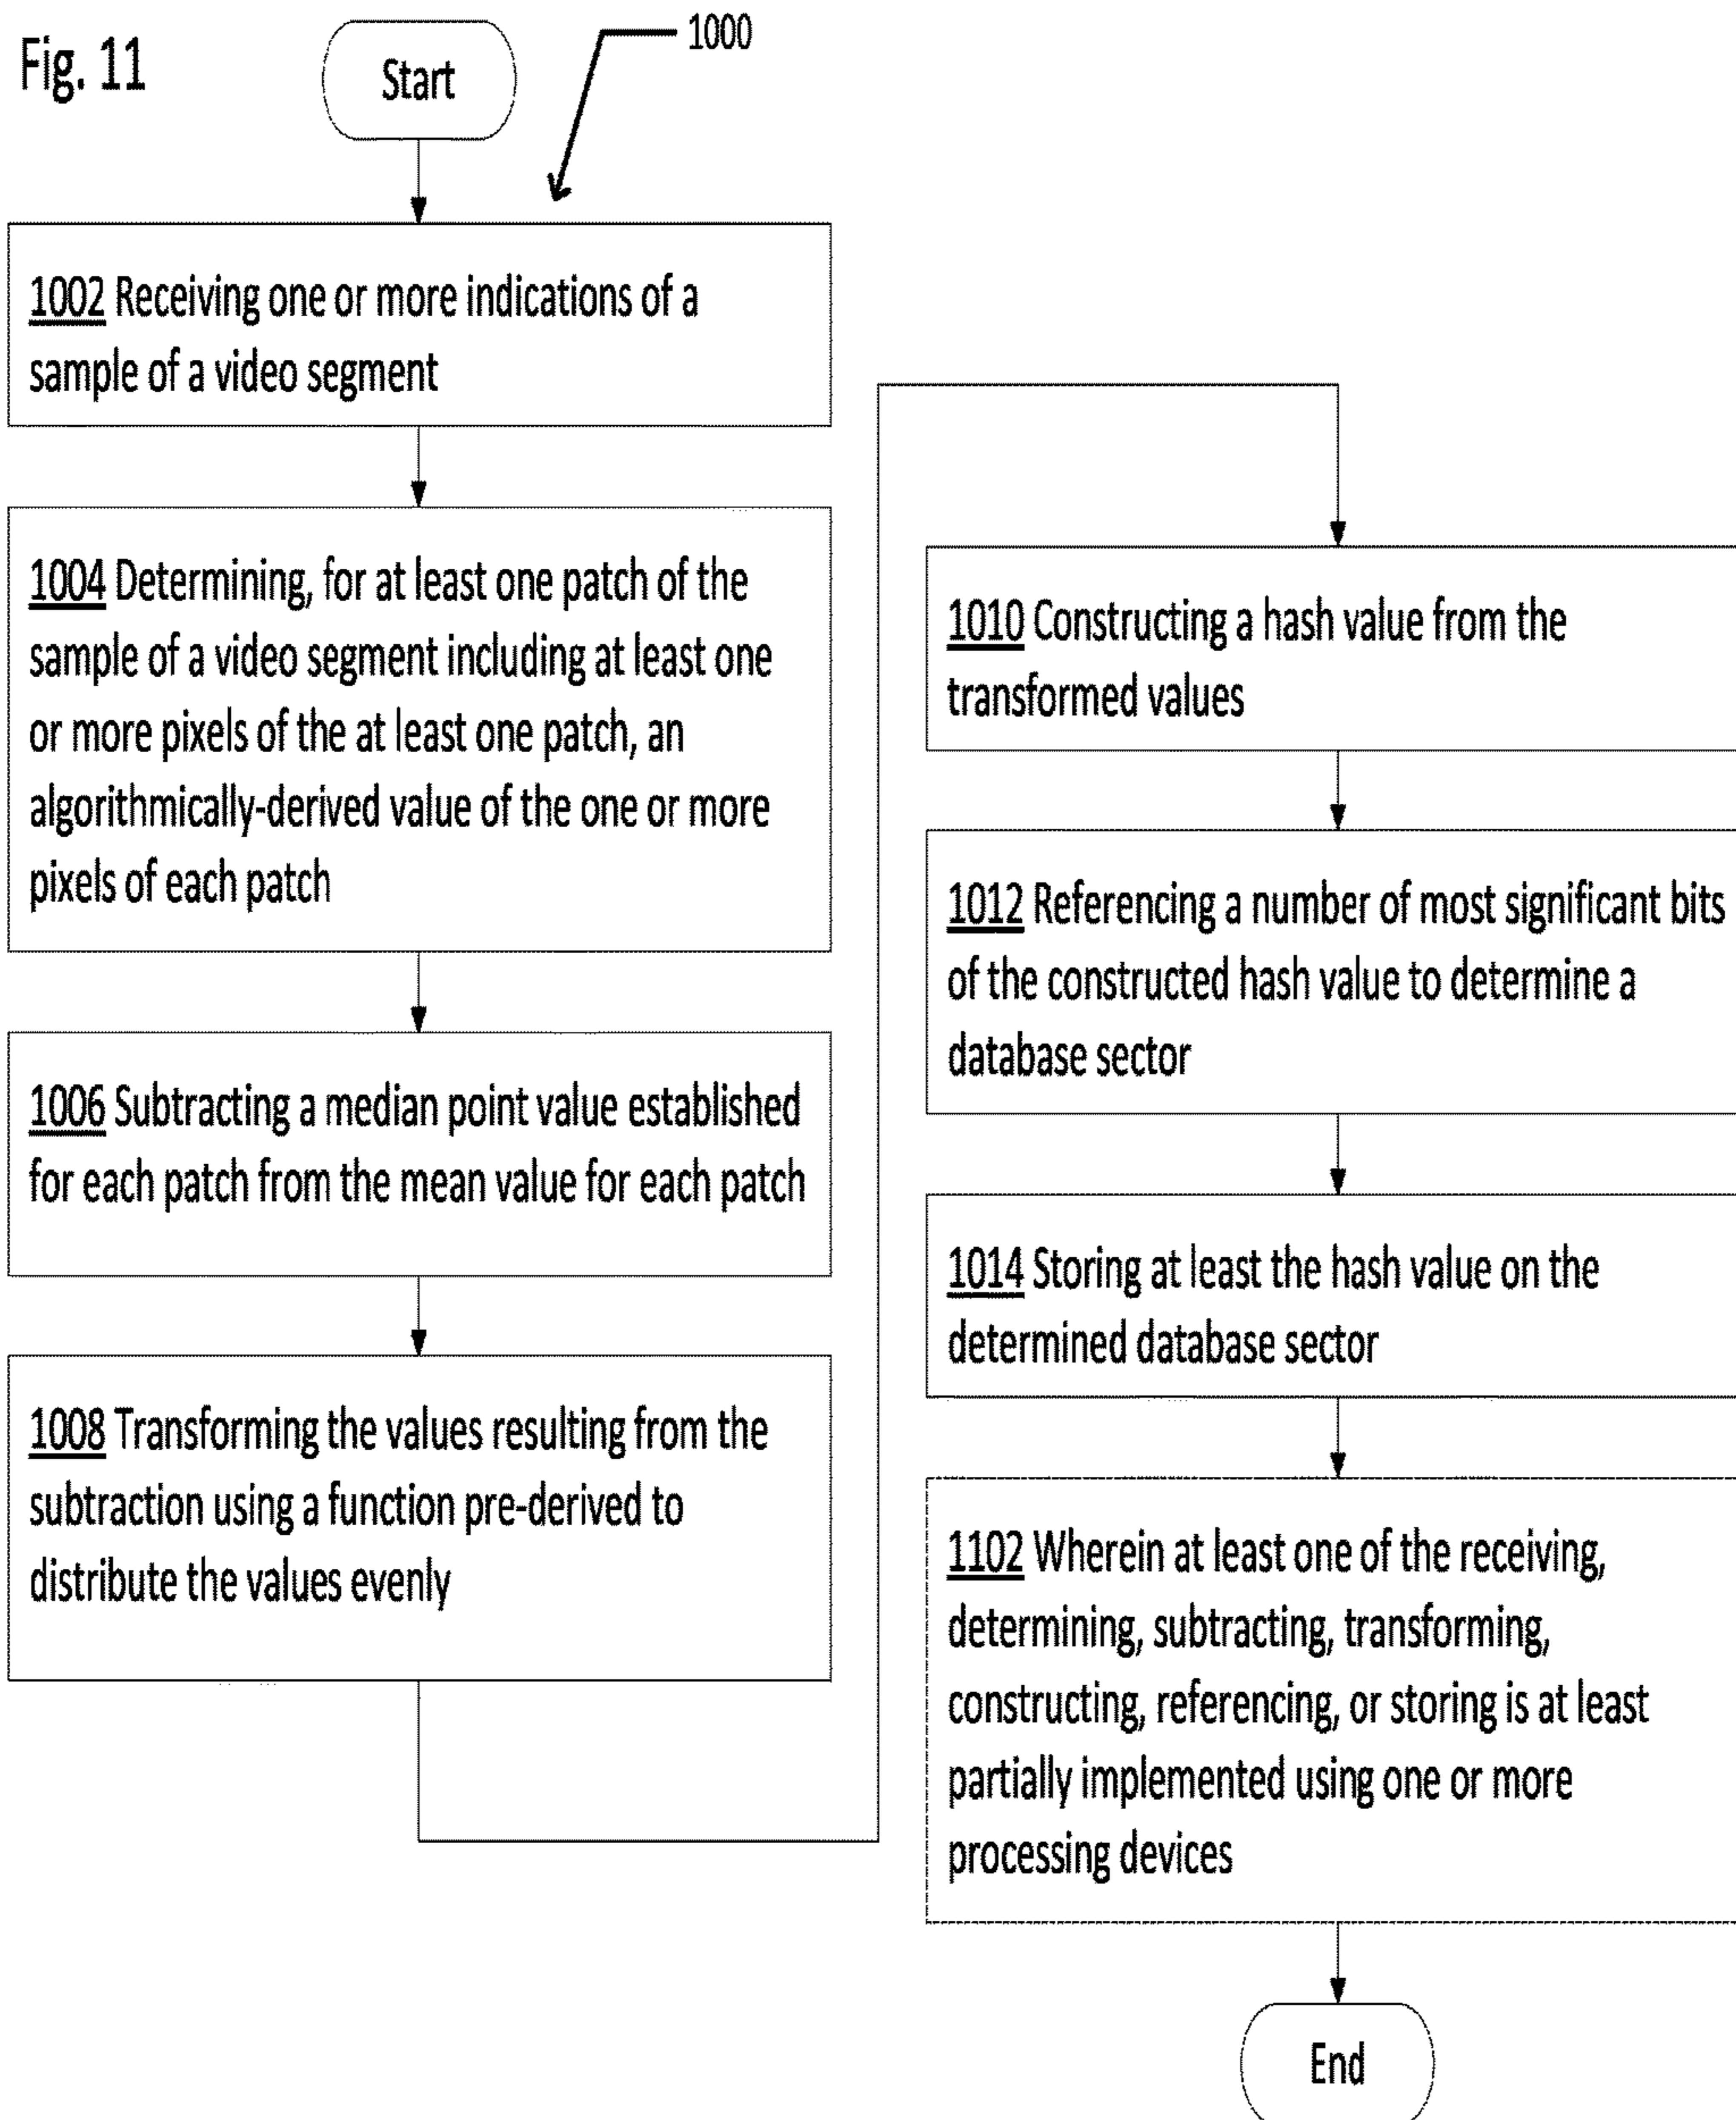 Fig. 11
Start
1000
1002 Receiving one or more indications of a
sample of a video segment
1004 Determining, for at least one patch of the
sample of a video segment including at least one
or more pixels of the at least one patch, an
algorithmically-derived value of the one or more
pixels of each patch
1006 Subtracting a median point value established
for each patch from the mean value for each patch
1008 Transforming the values resulting from the
subtraction using a function pre-derived to
distribute the values evenly
1010 Constructing a hash value from the
transformed values
1012 Referencing a number of most significant bits
of the constructed hash value to determine a
database sector
1014 Storing at least the hash value on the
determined database sector
1102 Wherein at least one of the receiving,
determining, subtracting, transforming,
constructing, referencing, or storing is at least
partially implemented using one or more
processing devices
End